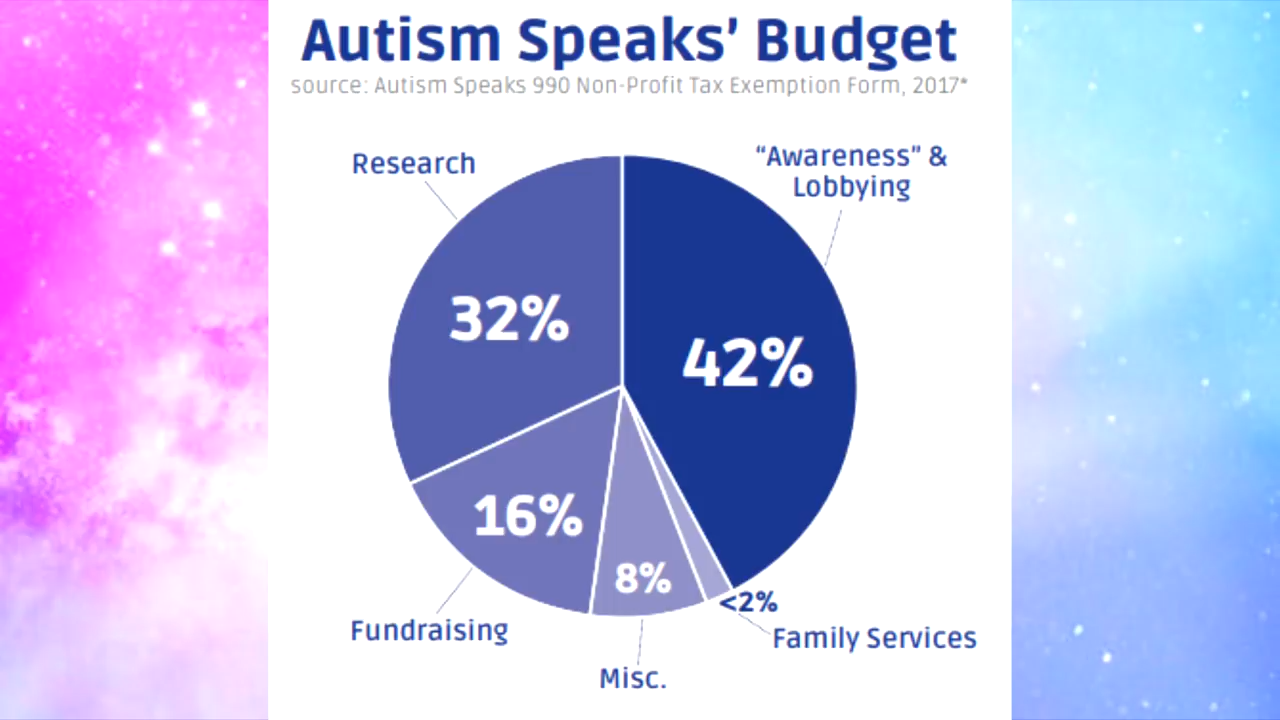 Autism Speaks’ Budget
source: Autism Speaks 990 Non-Profit Tax Exemption Form, 2017*
Research
“Awareness” &
Lobbying
32%
42%
16%
8%
<2%
Fundraising
Family Services
Misc.